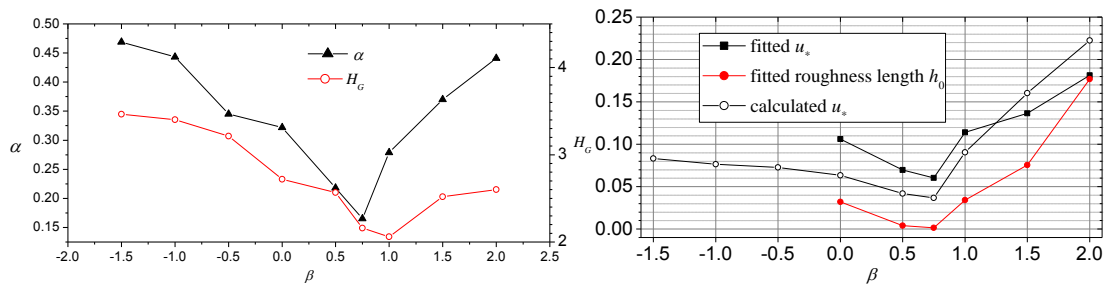 0.50
0.45
0.40
0.35
0.30
0.25
0.20
0.15
α
α
H_G
4
3
2
H_G
-2.0 -1.5 -1.0 -0.5 0.0 0.5 1.0 1.5 2.0 2.5
β
0.25
0.20
0.15
0.10
0.05
0.00
fitted u_*
fitted roughness length h_0
calculated u_*
-1.5 -1.0 -0.5 0.0 0.5 1.0 1.5 2.0
β